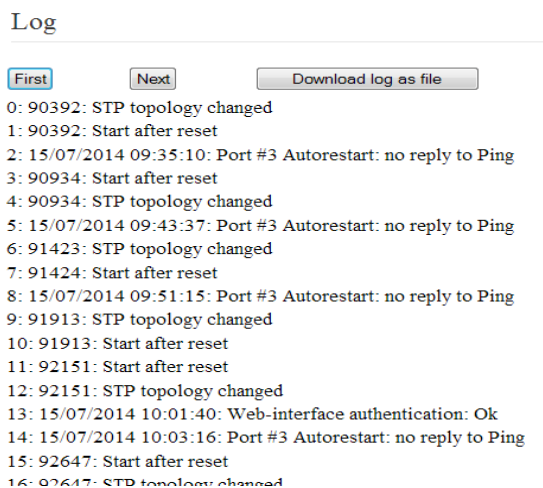 Log
First Next Download log as file
0: 90392: STP topology changed
1: 90392: Start after reset
2: 15/07/2014 09:35:10: Port #3 Autorestart: no reply to Ping
3: 90934: Start after reset
4: 90934: STP topology changed
5: 15/07/2014 09:43:37: Port #3 Autorestart: no reply to Ping
6: 91423: STP topology changed
7: 91424: Start after reset
8: 15/07/2014 09:51:15: Port #3 Autorestart: no reply to Ping
9: 91913: STP topology changed
10: 91913: Start after reset
11: 92151: Start after reset
12: 92151: STP topology changed
13: 15/07/2014 10:01:40: Web-interface authentication: Ok
14: 15/07/2014 10:03:16: Port #3 Autorestart: no reply to Ping
15: 92647: Start after reset
16: 92647: STP topology changed